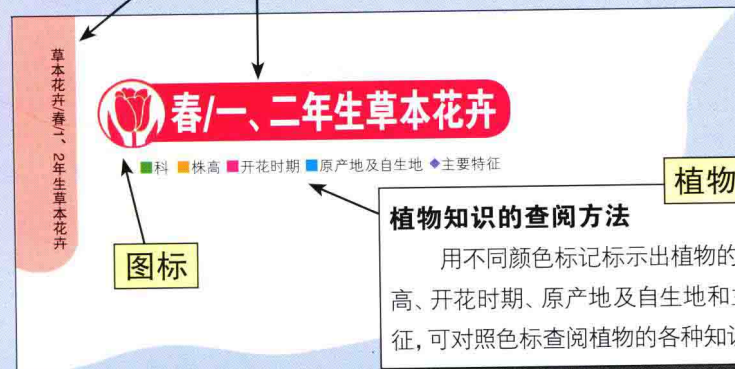 草本花卉/春/1、2年生草本花卉
春/一、二年生草本花卉
■科 ■株高 ■开花时期 ■原产地及自生地 ◆主要特征
图标
植物
植物知识的查阅方法
用不同颜色标记标示出植物的
高、开花时期、原产地及自生地和
征,可对照色标查阅植物的各种知